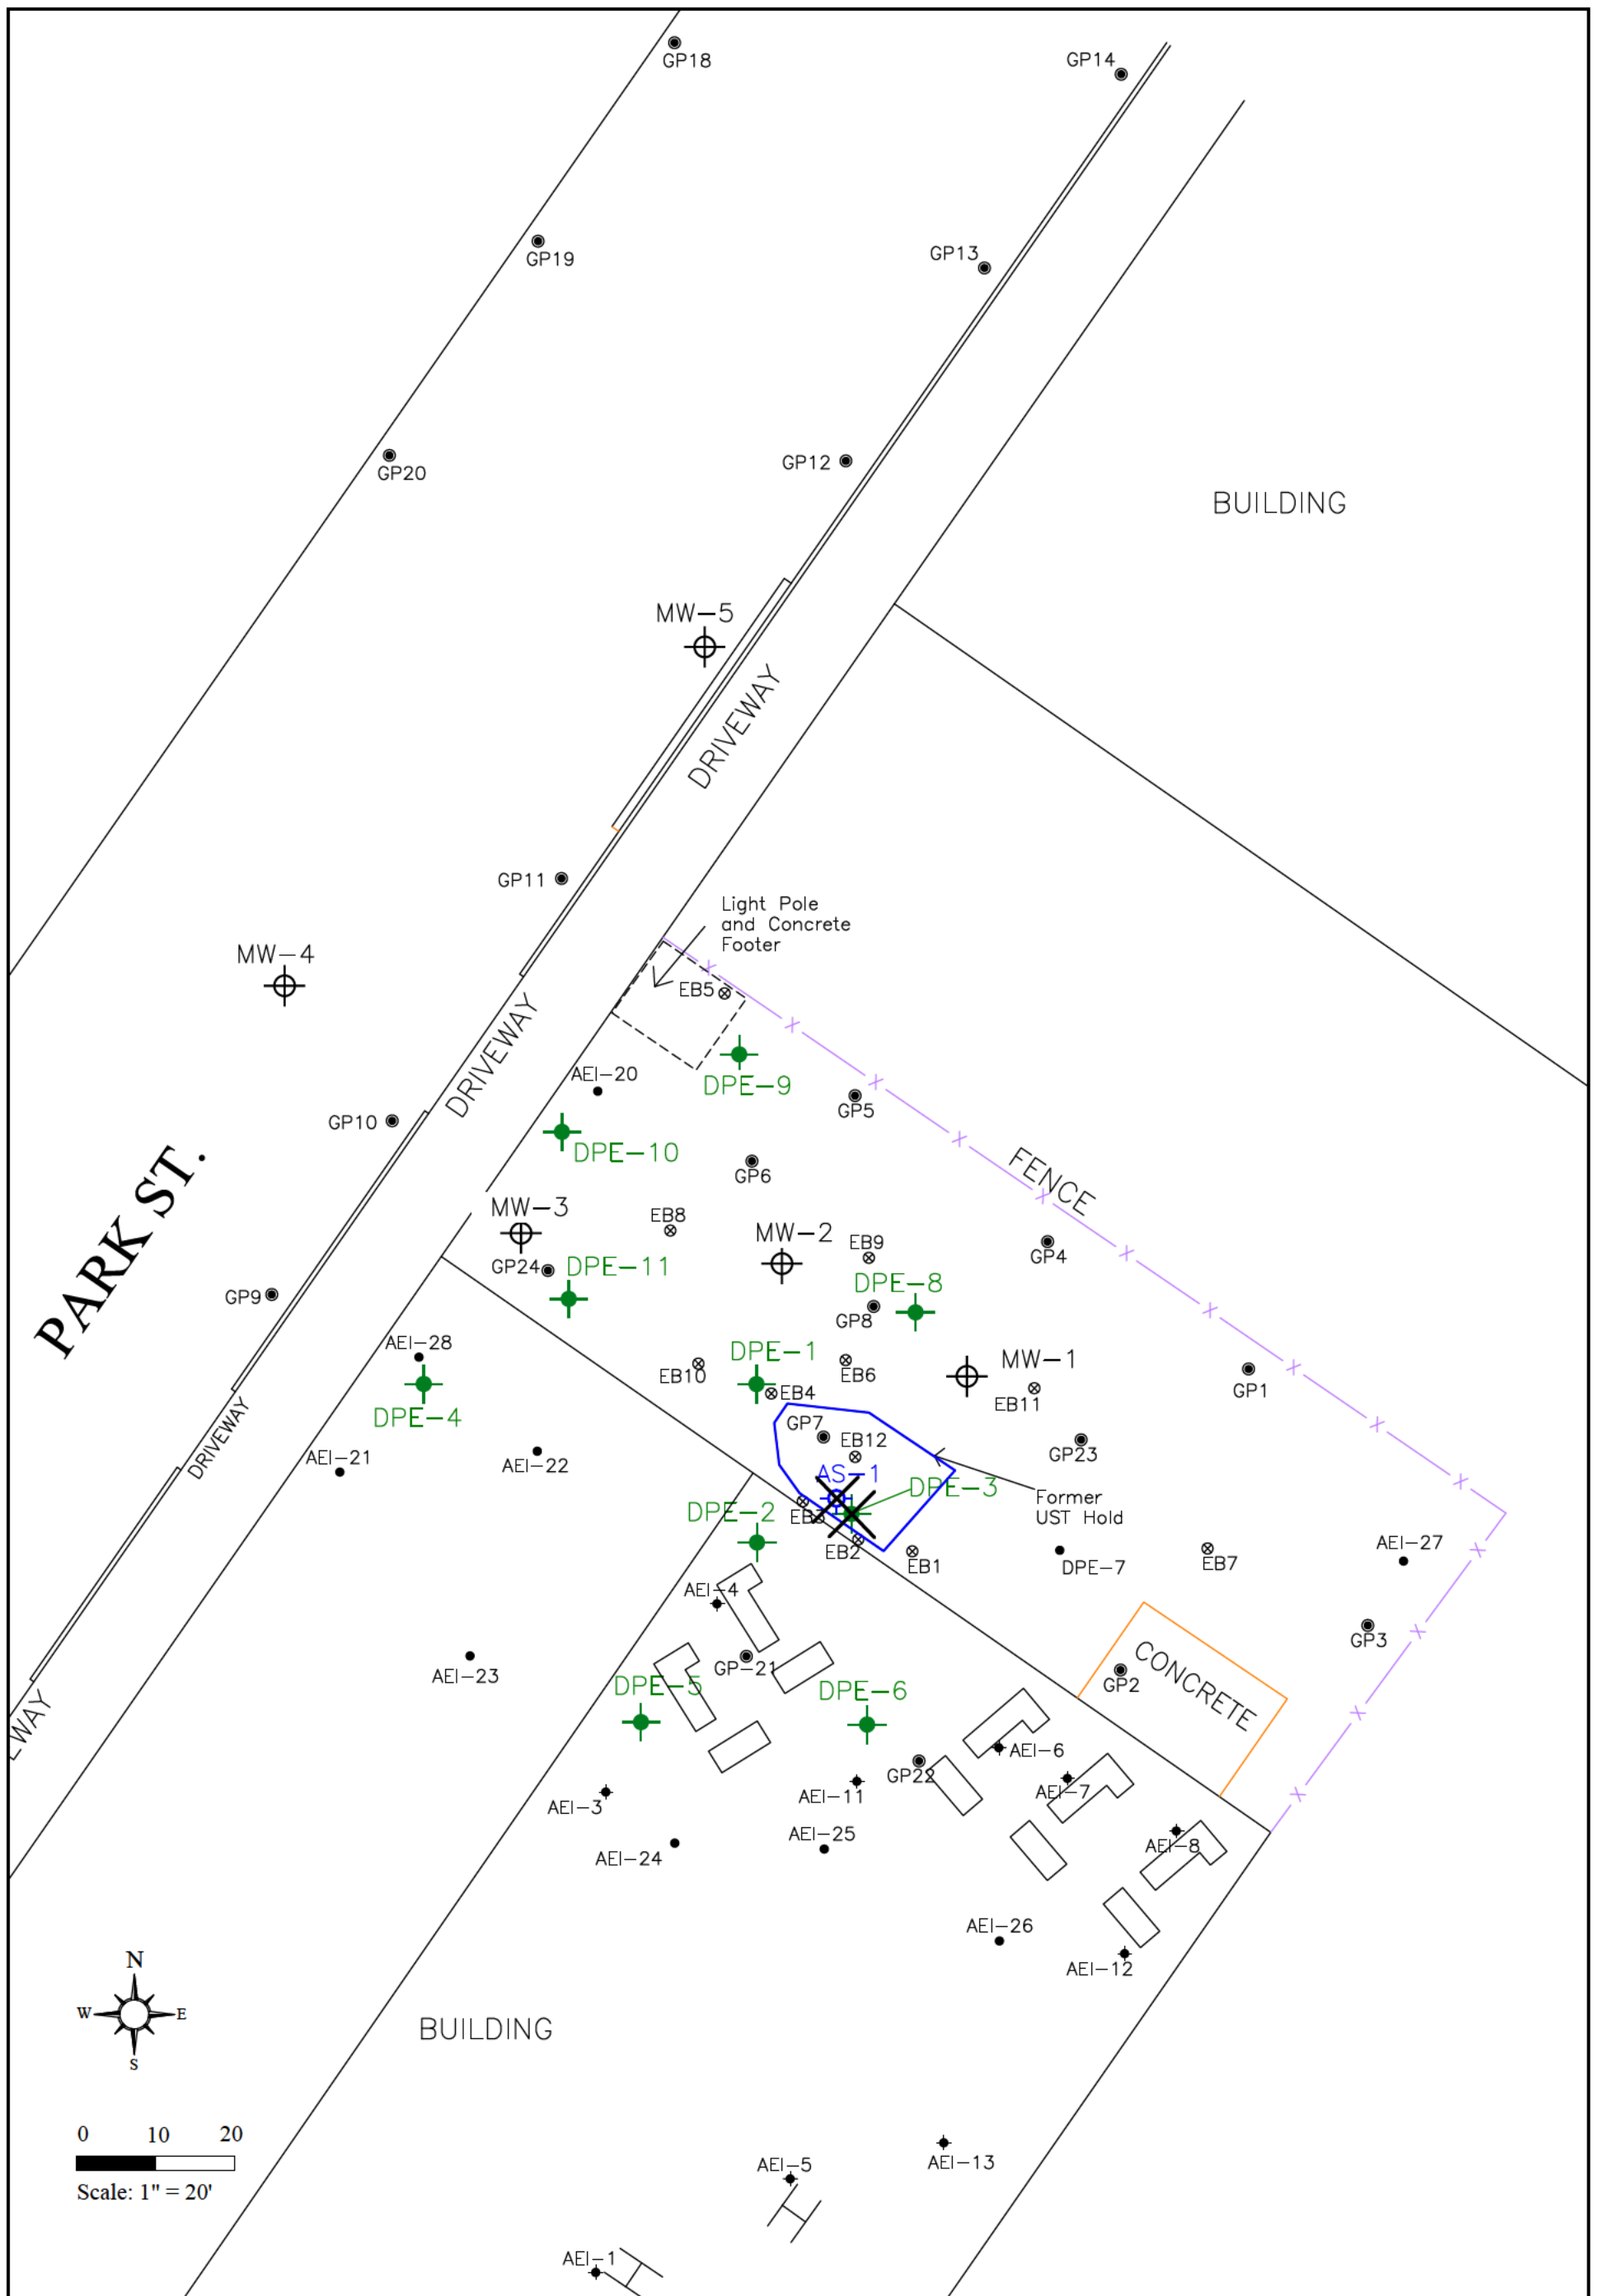 GP18
GP14
GP19
GP13
GP20
GP12
BUILDING
MW-5
DRIVEWAY
GP11
Light Pole
and Concrete
Footer
MW-4
EB5
DRIVEWAY
AEI-20
DPE-9
GP5
GP10
DPE-10
GP6
FENCE
PARK ST.
MW-3
EB8
MW-2
EB9
GP4
GP24
DPE-11
DPE-8
GP9
GP8
AEI-28
DPE-1
EB6
MW-1
EB10
EB11
GP1
EB4
DPE-4
DRIVEWAY
GP7
EB12
GP23
AEI-21
AEI-22
AS-1
DPE-3
Former
UST Hold
DPE-2
EB3
EB2
EB1
DPE-7
EB7
AEI-27
AEI-4
GP3
AEI-23
GP-21
CONCRETE
GP2
DPE-5
DPE-6
EWAY
AEI-6
GP22
AEI-7
AEI-3
AEI-11
AEI-25
AEI-8
AEI-24
AEI-26
AEI-12
N
W E
S
BUILDING
0 10 20
Scale: 1" = 20'
AEI-13
AEI-5
AEI-1